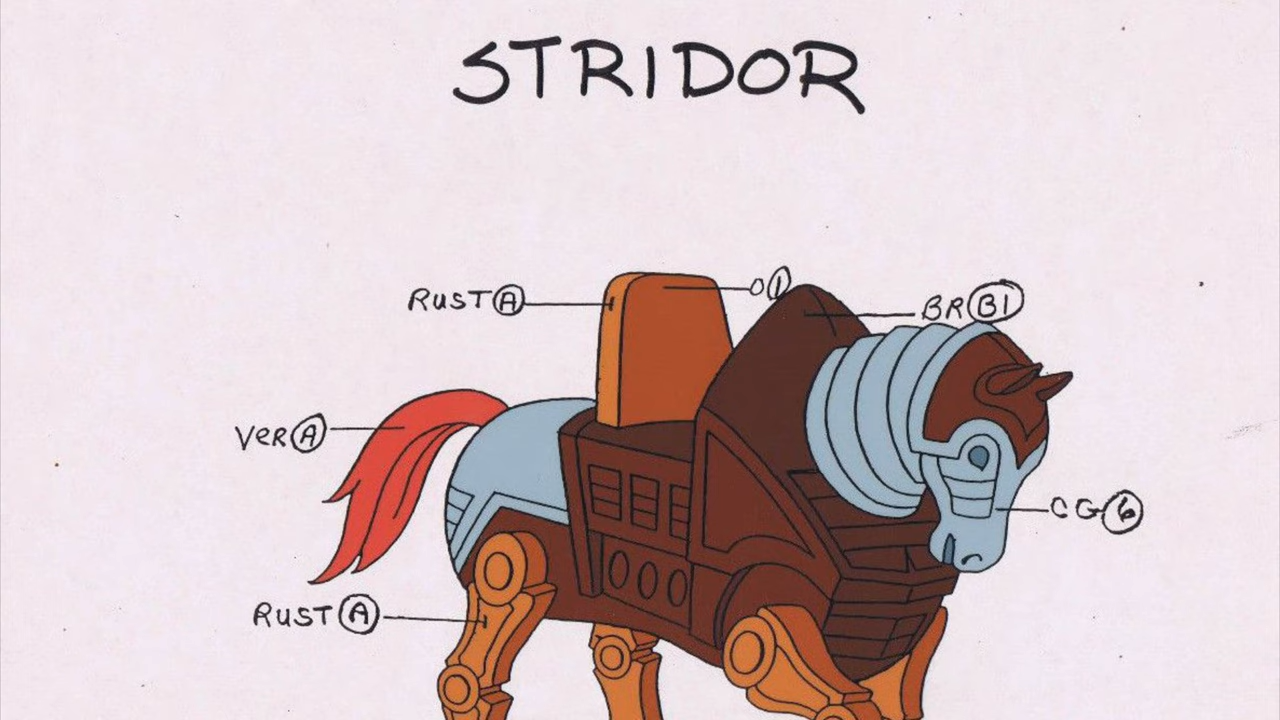 STRIDOR
RUST (A)
O (1)
BR (B1)
VER (A)
CG (6)
RUST (A)